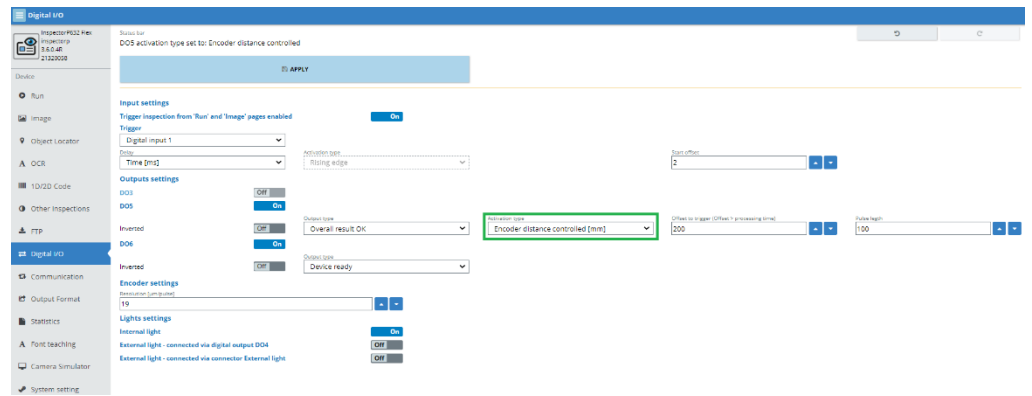 Digital I/O
InspectorP632 Flex
inspectorp
3.6.0.4R
21320038
Device
Run
Image
Object Locator
OCR
1D/2D Code
Other Inspections
FTP
Digital I/O
Communication
Output Format
Statistics
Font teaching
Camera Simulator
System setting
Status bar
DO5 activation type set to: Encoder distance controlled
APPLY
Input settings
Trigger inspection from 'Run' and 'Image' pages enabled On
Trigger
Digital input 1
Delay Activation type Start offset
Time [ms] Rising edge 2
Outputs settings
DO3 Off
DO5 On
Output type Activation type Offset to trigger (Offset > processing time) Pulse legth
Inverted Off Overall result OK Encoder distance controlled [mm] 200 100
DO6 On
Output type
Inverted Off Device ready
Encoder settings
Resolution [µm/pulse]
19
Lights settings
Internal light On
External light - connected via digital output DO4 Off
External light - connected via connector External light Off